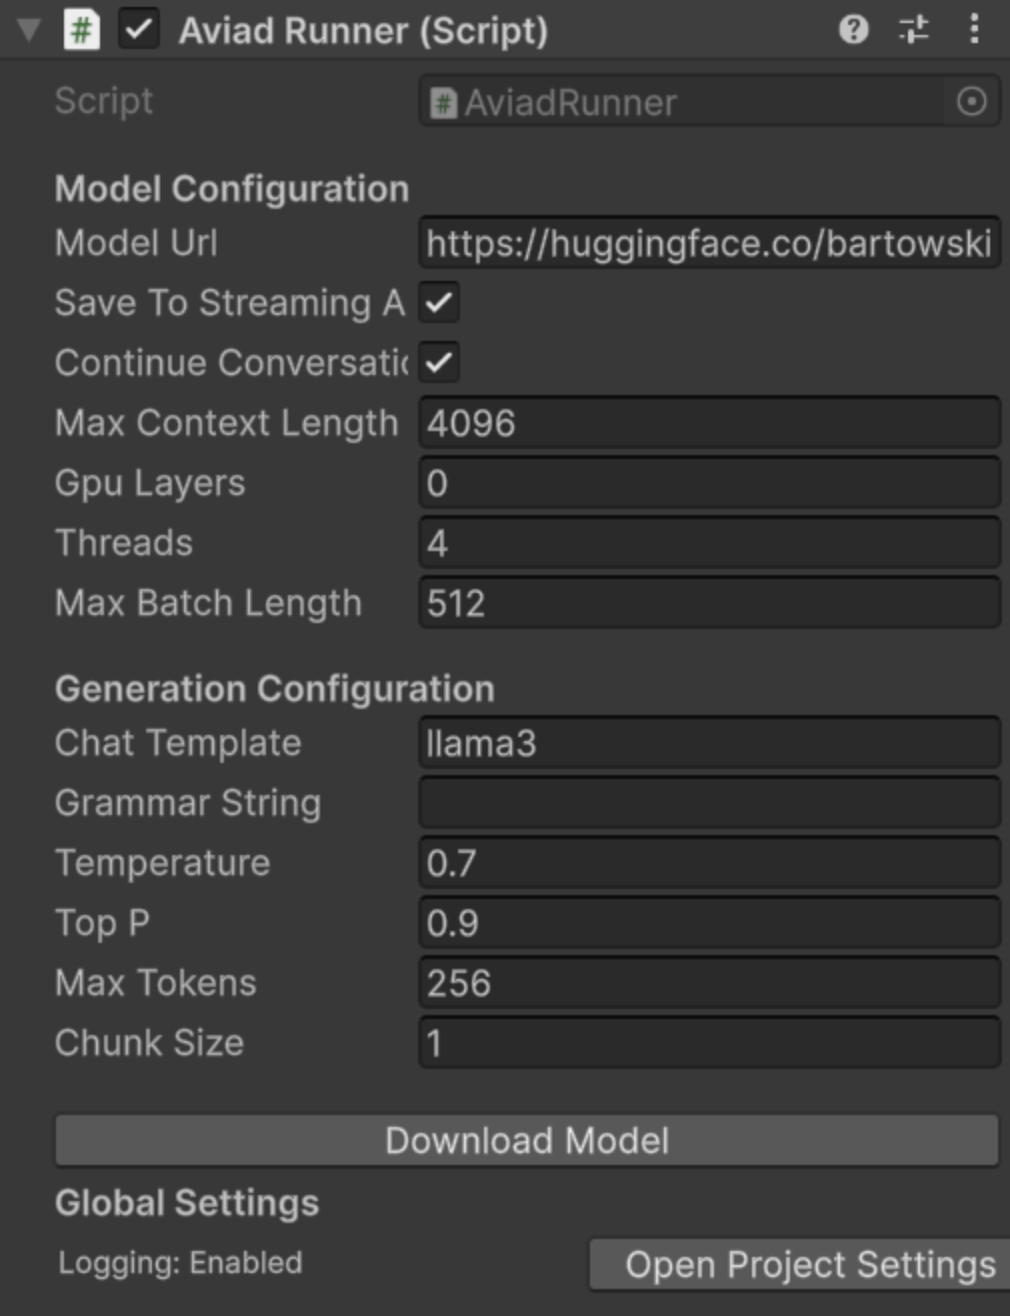 Aviad Runner (Script)
Script AviadRunner
Model Configuration
Model Url https://huggingface.co/bartowski
Save To Streaming A
Continue Conversatic
Max Context Length 4096
Gpu Layers 0
Threads 4
Max Batch Length 512
Generation Configuration
Chat Template llama3
Grammar String
Temperature 0.7
Top P 0.9
Max Tokens 256
Chunk Size 1
Download Model
Global Settings
Logging: Enabled Open Project Settings